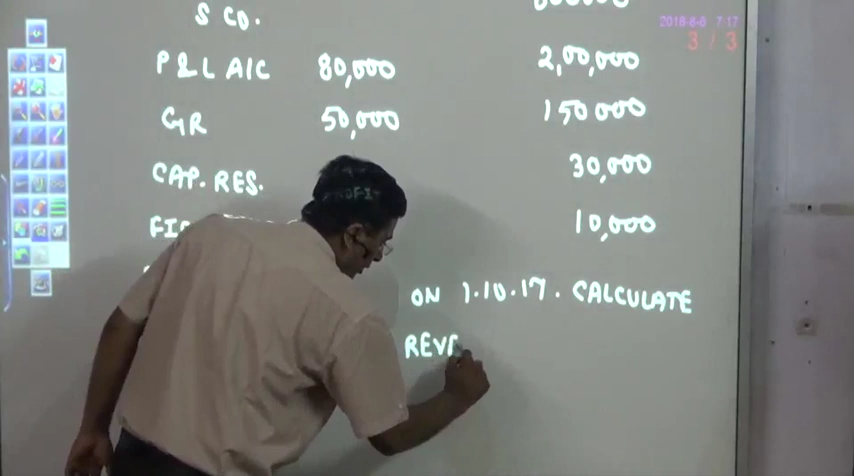 S CO.
2018-6-6 7:17
3 / 3
P & L A/C 80,000 2,00,000
GR 50,000 150000
CAP. RES. 30,000
10,000
ON 1.10.17. CALCULATE